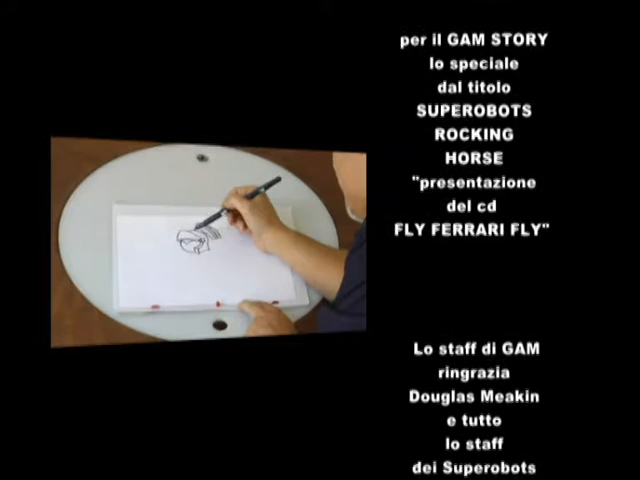 per il GAM STORY
lo speciale
dal titolo
SUPEROBOTS
ROCKING
HORSE
"presentazione
del cd
FLY FERRARI FLY"
Lo staff di GAM
ringrazia
Douglas Meakin
e tutto
lo staff
dei Superobots